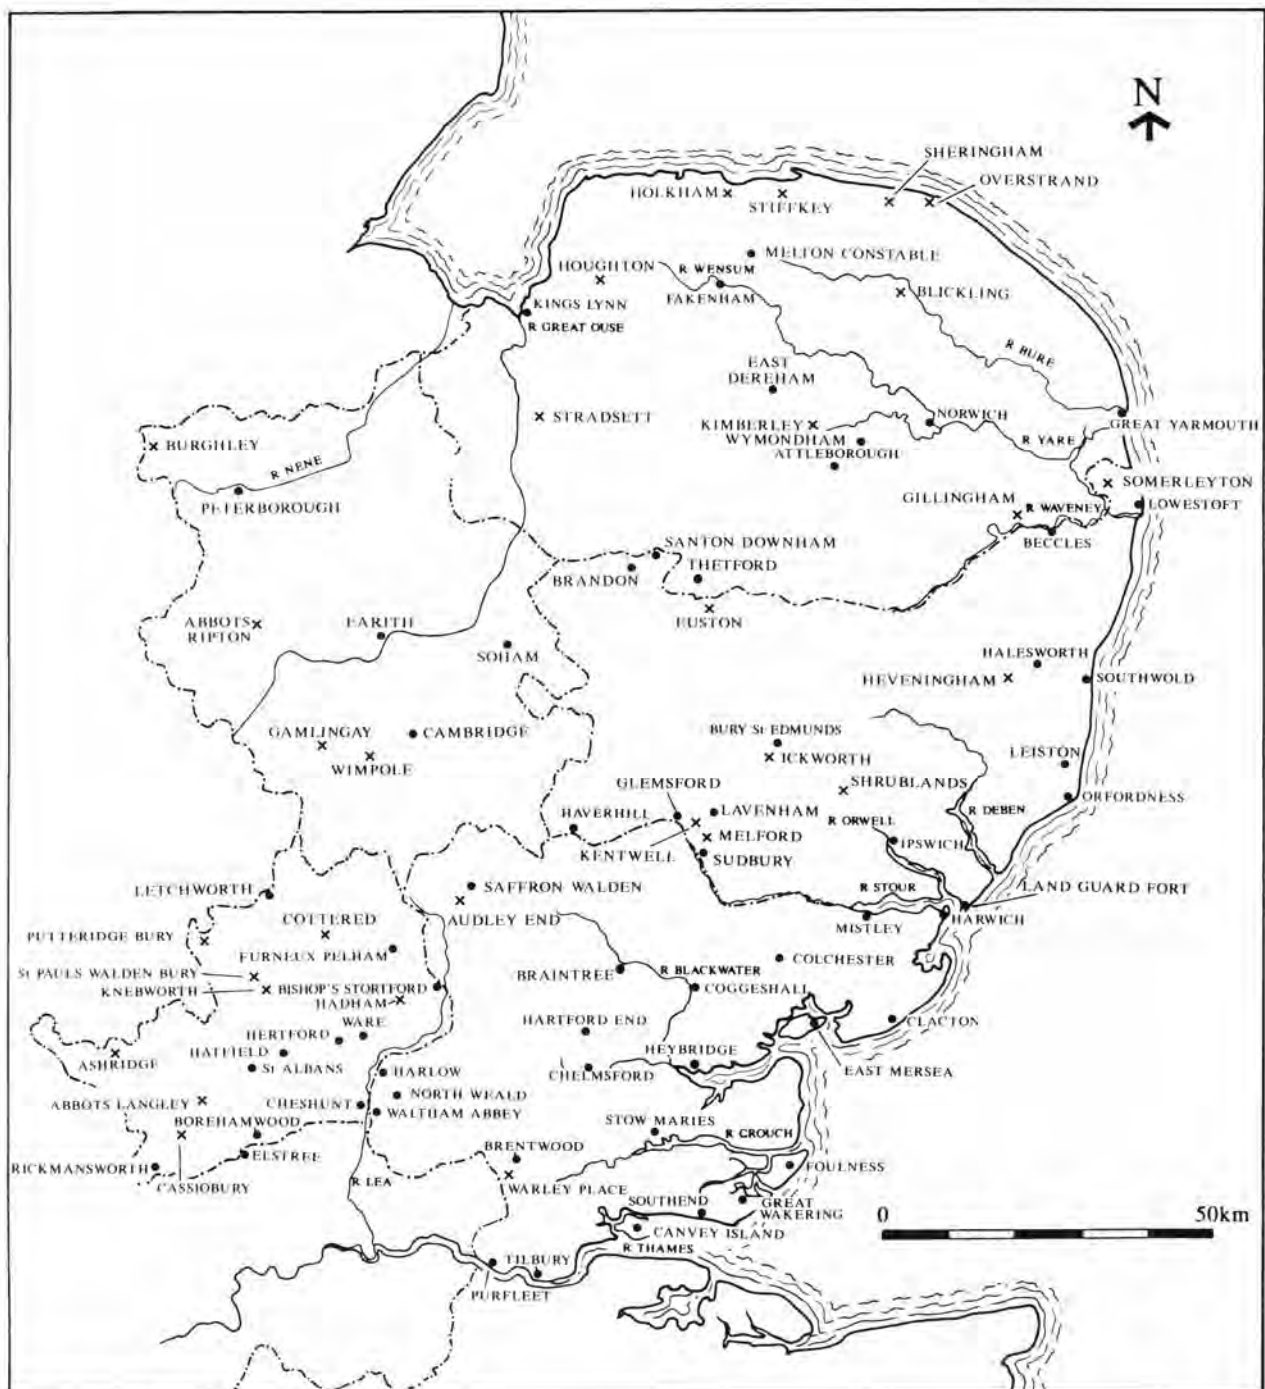 N
SHERINGHAM
OVERSTRAND
HOLKHAM
STIFFKEY
MELTON CONSTABLE
HOUGHTON
R WENSUM
FAKENHAM
BLICKLING
KINGS LYNN
R GREAT OUSE
R BURE
EAST
DEREHAM
STRADSETT
KIMBERLEY
NORWICH
GREAT YARMOUTH
WYMONDHAM
R YARE
ATTLEBOROUGH
BURGHLEY
R NENE
PETERBOROUGH
SOMERLEYTON
GILLINGHAM
R WAVENEY
LOWESTOFT
BECCLES
SANTON DOWNHAM
BRANDON
THETFORD
EUSTON
ABBOTS
RIPTON
EARITH
SOHAM
HALESWORTH
HEVENINGHAM
SOUTHWOLD
GAMLINGAY
CAMBRIDGE
WIMPOLE
BURY St EDMUNDS
ICKWORTH
LEISTON
GLEMSFORD
SHRUBLANDS
ORFORDNESS
HAVERHILL
LAVENHAM
R ORWELL
R DEBEN
MELFORD
KENTWELL
SUDBURY
IPSWICH
LETCHWORTH
SAFFRON WALDEN
R STOUR
LAND GUARD FORT
COTTERED
AUDLEY END
MISTLEY
HARWICH
PUTTERIDGE BURY
FURNEUX PELHAM
St PAULS WALDEN BURY
BRAINTREE
R BLACKWATER
COLCHESTER
KNEBWORTH
BISHOP'S STORTFORD
COGGESHALL
HADHAM
WARE
HERTFORD
HARTFORD END
CLACTON
HATFIELD
ASHRIDGE
St ALBANS
HARLOW
CHELMSFORD
HEYBRIDGE
EAST MERSEA
ABBOTS LANGLEY
CHESHUNT
NORTH WEALD
WALTHAM ABBEY
BOREHAMWOOD
STOW MARIES
R CROUCH
ELSTREE
BRENTWOOD
RICKMANSWORTH
CASSIOBURY
R LEA
WARLEY PLACE
FOULNESS
SOUTHEND
GREAT
WAKERING
CANVEY ISLAND
0 50km
TILBURY
R THAMES
PURFLEET